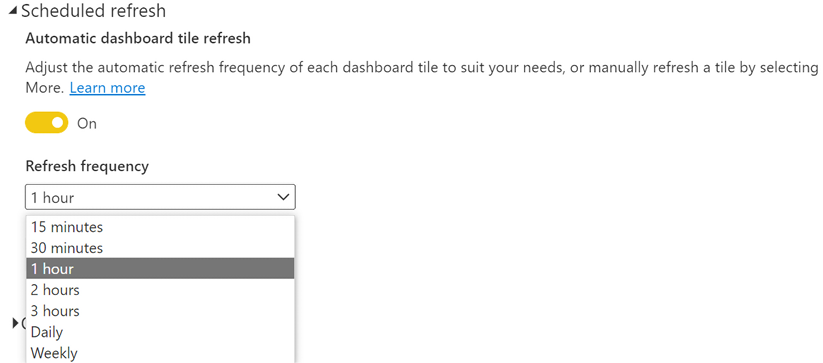 Scheduled refresh
Automatic dashboard tile refresh
Adjust the automatic refresh frequency of each dashboard tile to suit your needs, or manually refresh a tile by selecting
More. Learn more
On
Refresh frequency
1 hour
15 minutes
30 minutes
1 hour
2 hours
3 hours
Daily
Weekly